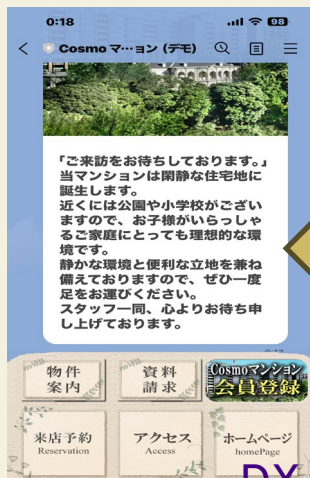 0:18
98
Cosmo マ…ョン (デモ)
「ご来訪をお待ちしております。」
当マンションは閑静な住宅地に
誕生します。
近くには公園や小学校がござい
ますので、お子様がいらっしゃ
るご家庭にとっても理想的な環
境です。
静かな環境と便利な立地を兼ね
備えておりますので、ぜひ一度
足をお運びください。
スタッフ一同、心よりお待ち申
し上げております。
物件
案内
資料
請求
Cosmoマンション
会員登録
来店予約
Reservation
アクセス
Access
ホームページ
homePage
DX